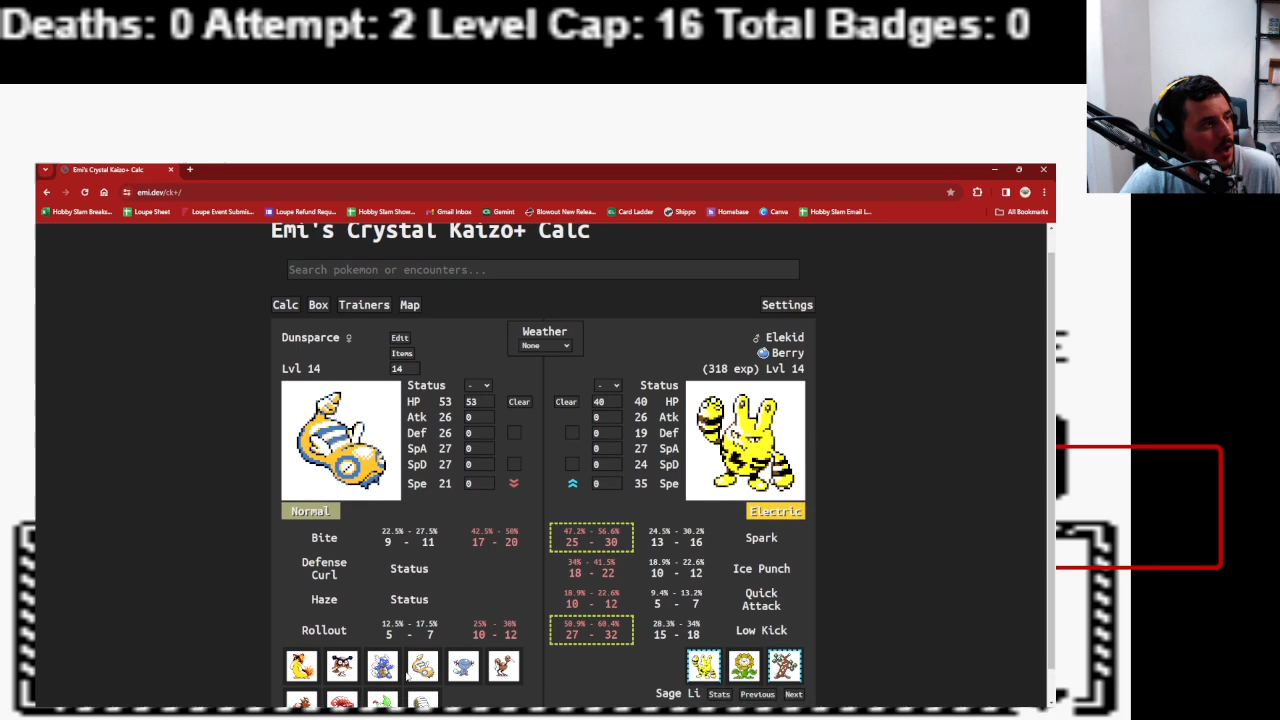 Deaths: 0 Attempt: 2 Level Cap: 16 Total Badges: 0
Emi's Crystal Kaizo+ Calc
emi.dev/ck+/
Hobby Slam Breaks... Loupe Sheet Loupe Event Submis... Loupe Refund Requ... Hobby Slam Show... Gmail Inbox Gemint Blowout New Relea... Card Ladder Shippo Homebase Canva Hobby Slam Email L... All Bookmarks
Emi's Crystal Kaizo+ Calc
Search pokemon or encounters...
Calc Box Trainers Map Settings
Dunsparce ♀ Edit Weather ♂ Elekid
Items None Berry
Lvl 14 14 (318 exp) Lvl 14
Status - - Status
HP 53 53 Clear Clear 40 40 HP
Atk 26 0 0 26 Atk
Def 26 0 0 19 Def
SpA 27 0 0 27 SpA
SpD 27 0 0 24 SpD
Spe 21 0 0 35 Spe
Normal Electric
22.5% - 27.5% 42.5% - 50% 47.2% - 56.6% 24.5% - 30.2%
Bite 9 - 11 17 - 20 25 - 30 13 - 16 Spark
34% - 41.5% 18.9% - 22.6%
Defense Curl Status 18 - 22 10 - 12 Ice Punch
18.9% - 22.6% 9.4% - 13.2%
Haze Status 10 - 12 5 - 7 Quick Attack
12.5% - 17.5% 25% - 30% 50.9% - 60.4% 28.3% - 34%
Rollout 5 - 7 10 - 12 27 - 32 15 - 18 Low Kick
Sage Li Stats Previous Next